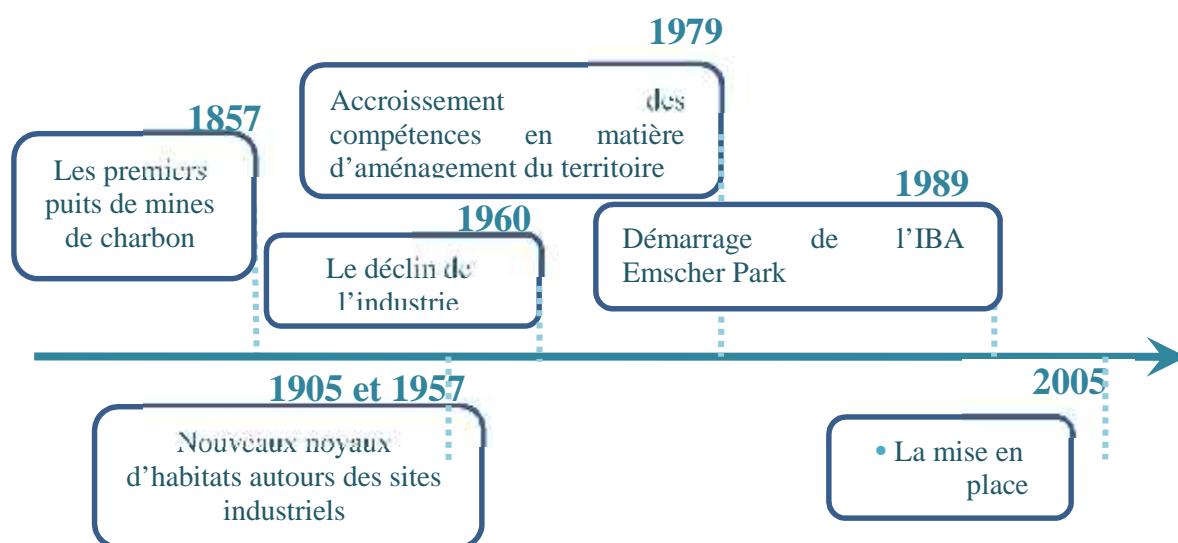 1857
Les premiers
puits de mines
de charbon
1905 et 1957
Nouveaux noyaux
d’habitats autours des sites
industriels
1960
Le déclin de
l’industrie
1979
Accroissement des
compétences en matière
d’aménagement du territoire
1989
Démarrage de l’IBA
Emscher Park
2005
• La mise en
place